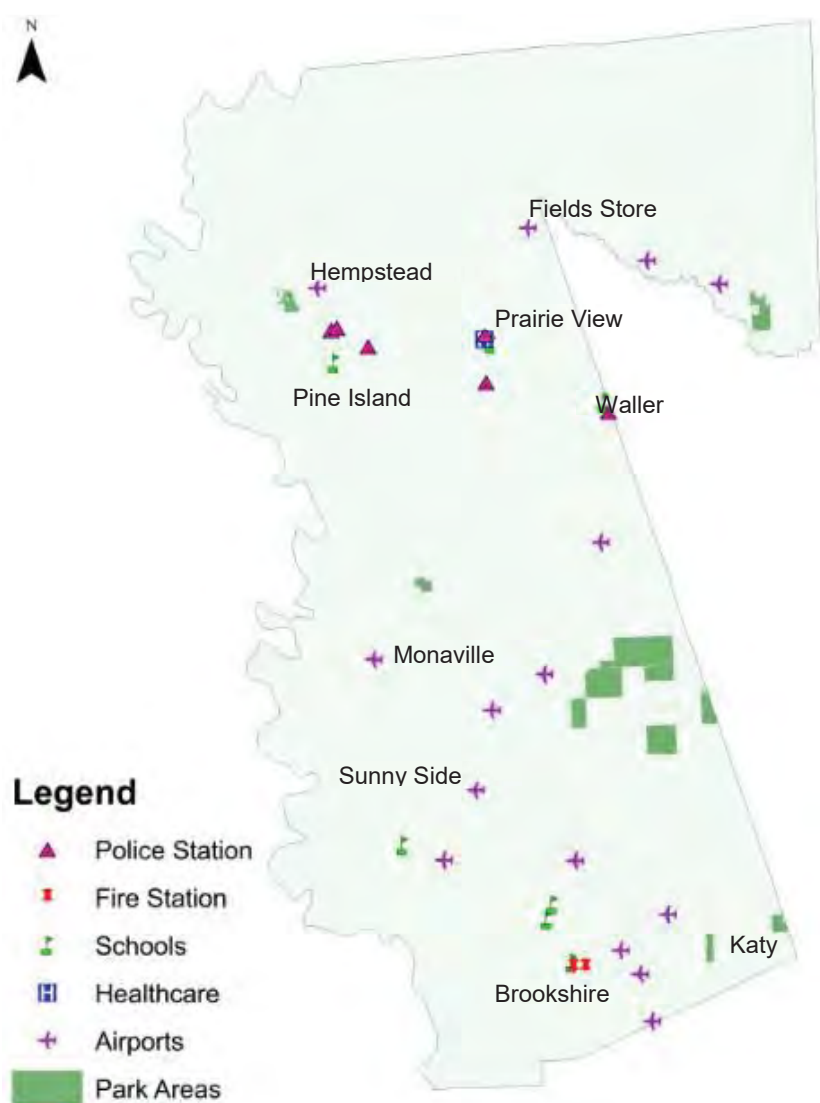 N
Fields Store
Hempstead
Prairie View
Pine Island
Waller
Monaville
Sunny Side
Legend
Police Station
Fire Station
Schools
Katy
Healthcare
Brookshire
Airports
Park Areas